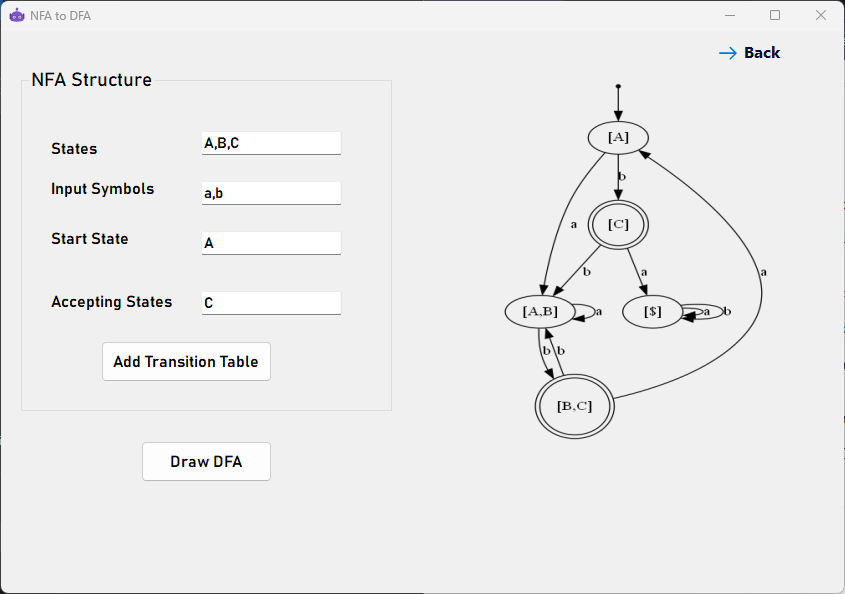 NFA to DFA
Back
NFA Structure
States
A,B,C
Input Symbols
a,b
Start State
A
Accepting States
C
Add Transition Table
Draw DFA
[A]
b
[C]
a
b
a
a
[A,B]
a
[$]
a
b
b
b
[B,C]